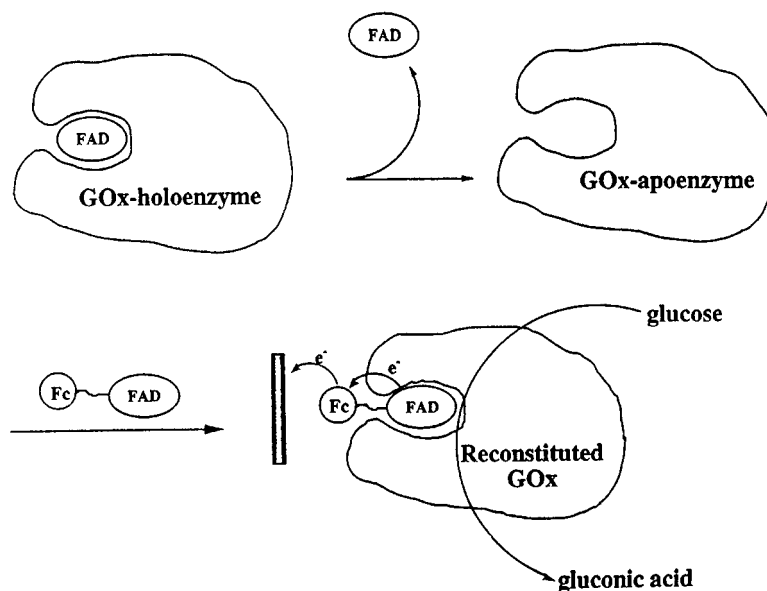 FAD
FAD
GOx-holoenzyme
GOx-apoenzyme
glucose
Fc
FAD
e-
e-
Fc
FAD
Reconstituted
GOx
gluconic acid